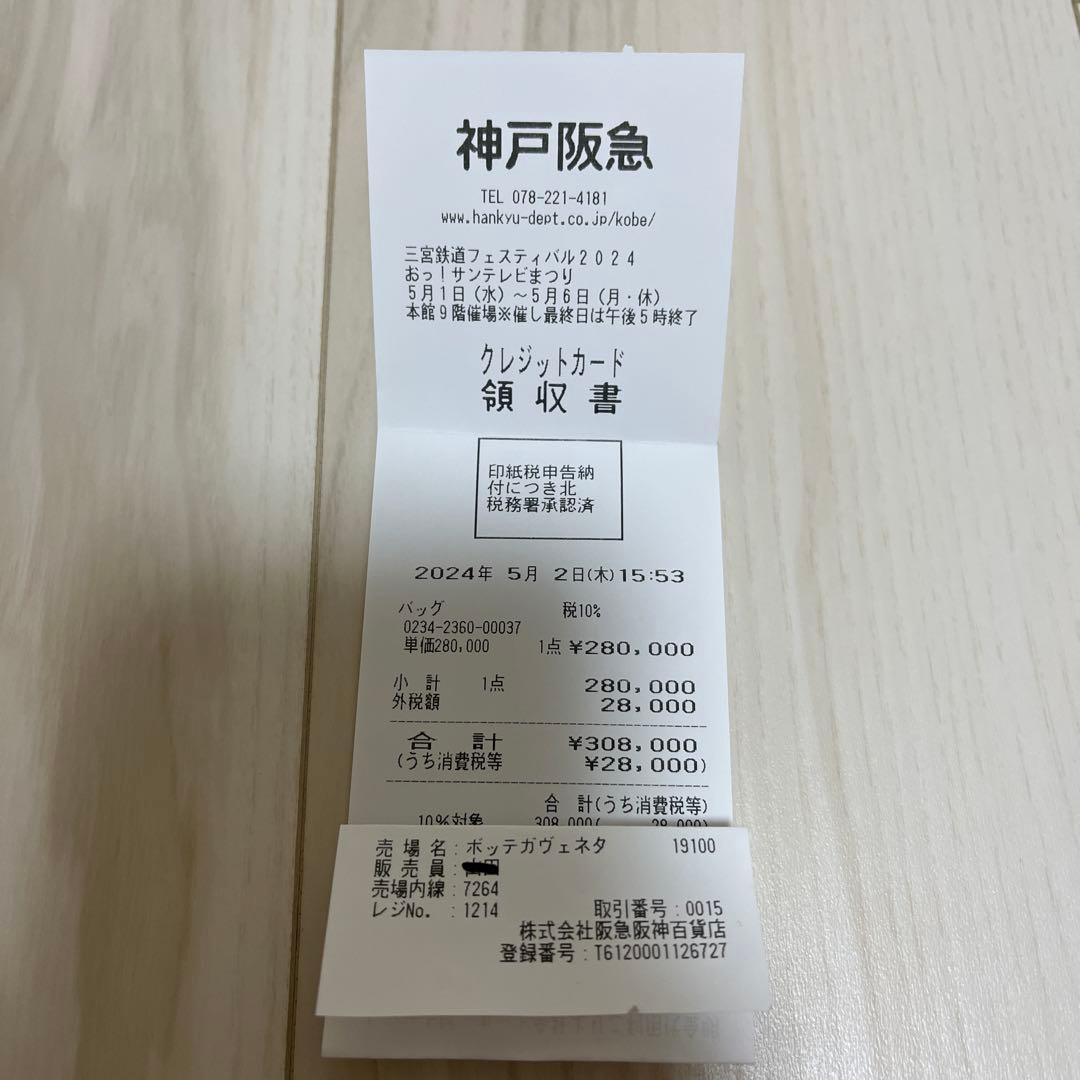 神戸阪急
TEL 078-221-4181
www.hankyu-dept.co.jp/kobe/
三宮鉄道フェスティバル2024
おっ！サンテレビまつり
5月1日（水）～5月6日（月・休）
本館9階催場※催し最終日は午後5時終了
クレジットカード
領収書
印紙税申告納
付につき北
税務署承認済
2024年 5月 2日(木)15:53
バッグ 税10%
0234-2360-00037
単価280,000 1点 ¥280,000
小 計 1点 280,000
外税額 28,000
合 計 ¥308,000
(うち消費税等 ¥28,000)
合 計(うち消費税等)
10%対象 308,000( 28,000)
売 場 名：ボッテガヴェネタ 19100
販 売 員：
売場内線：7264
レジNo. ：1214 取引番号：0015
株式会社阪急阪神百貨店
登録番号：T6120001126727